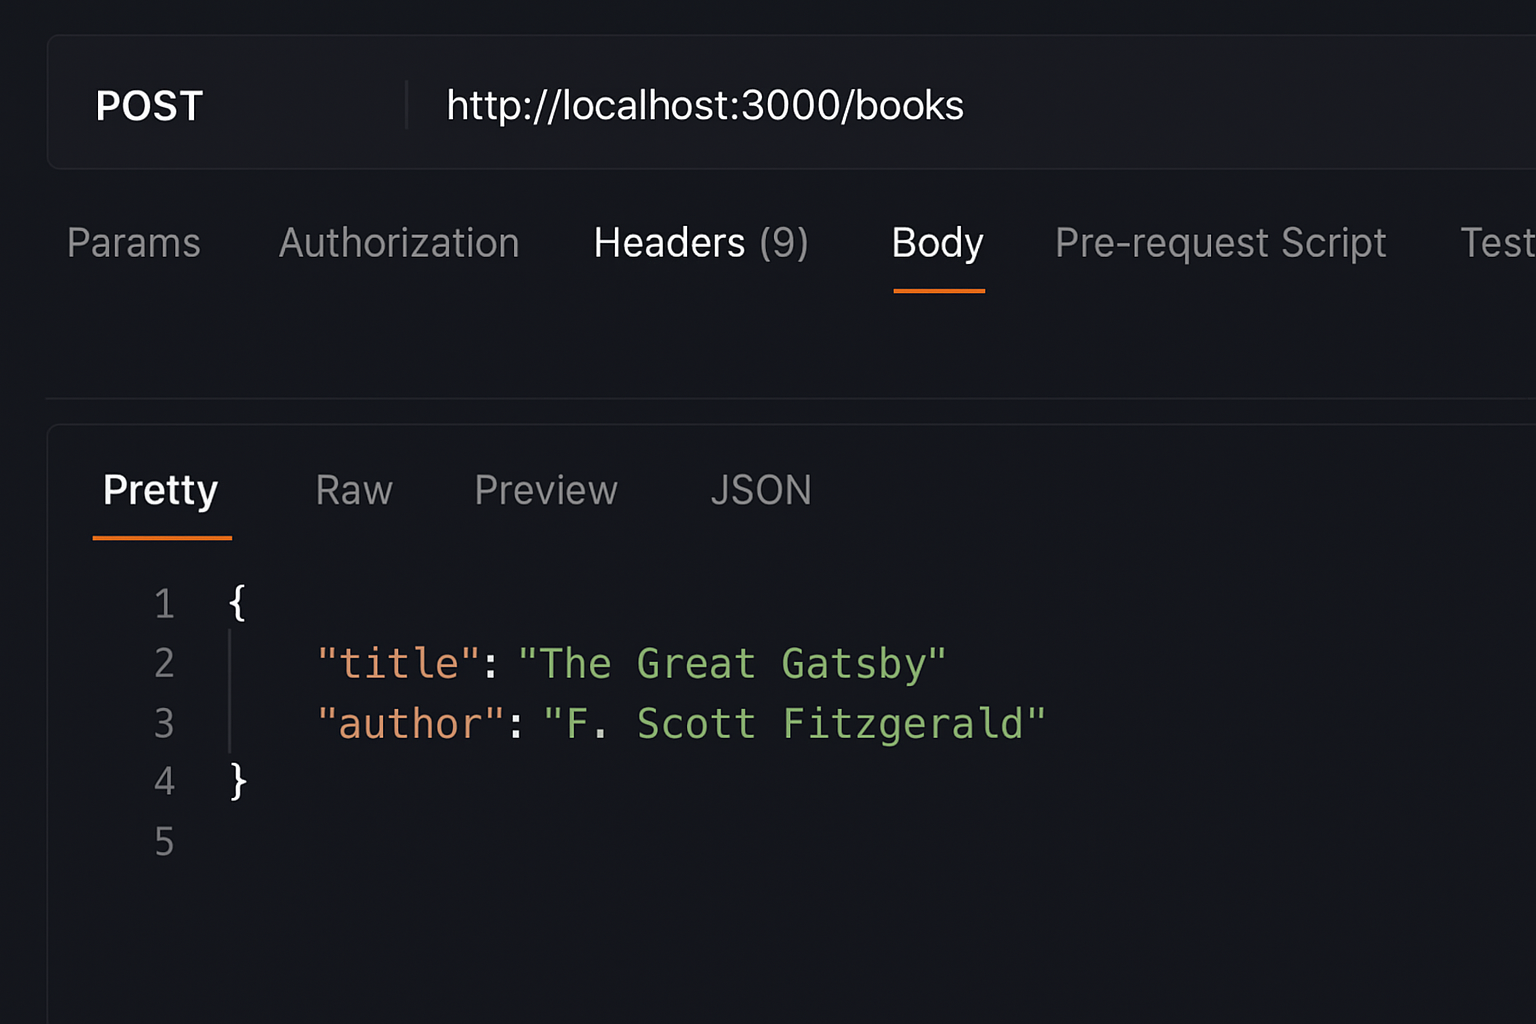 POST http://localhost:3000/books
Params Authorization Headers (9) Body Pre-request Script Test
Pretty Raw Preview JSON
1 {
2 "title": "The Great Gatsby"
3 "author": "F. Scott Fitzgerald"
4 }
5